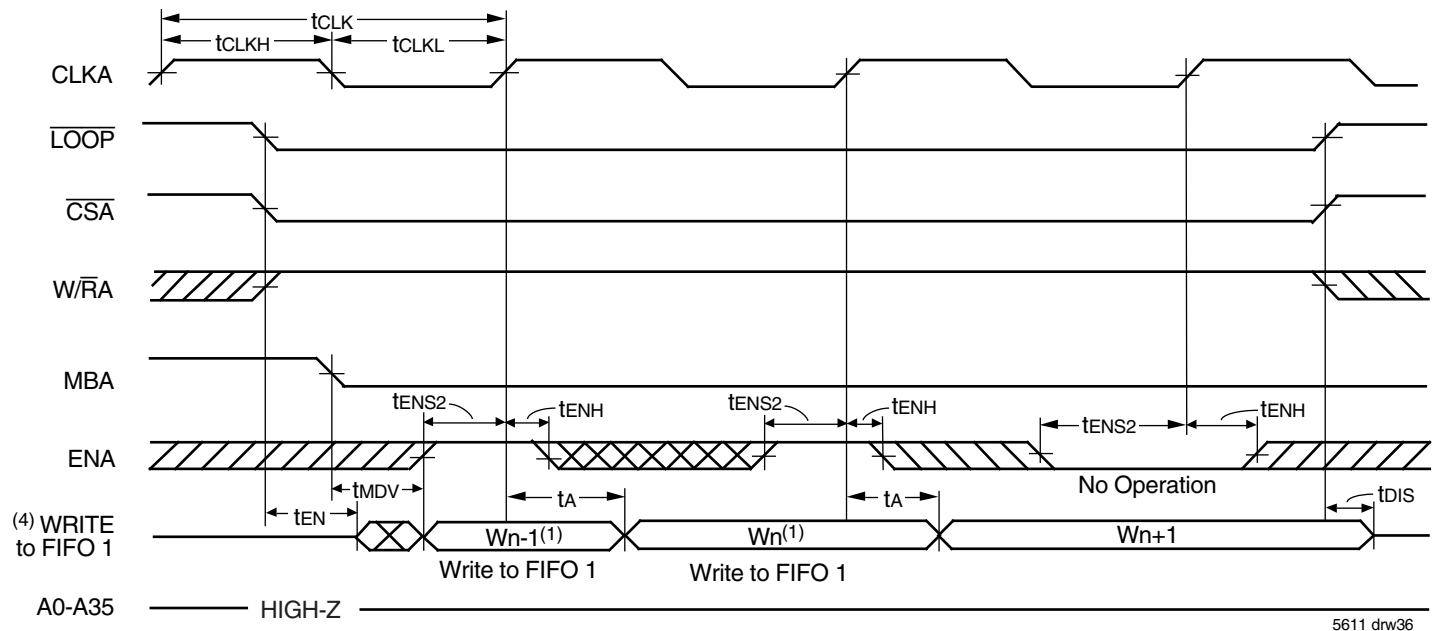 tCLK
tCLKH tCLKL
CLKA
LOOP
CSA
W/RA
MBA
tENS2 tENH tENS2 tENH tENS2 tENH
ENA
No Operation
tMDV tA tA tDIS
tEN
(4) WRITE
to FIFO 1
Wn-1(1) Wn(1) Wn+1
Write to FIFO 1 Write to FIFO 1
A0-A35 HIGH-Z
5611 drw36